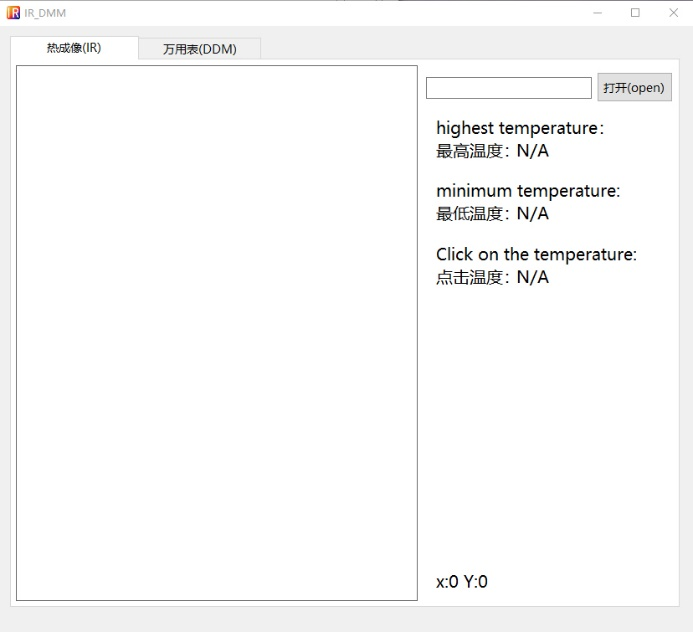 IR IR_DMM
热成像(IR) 万用表(DDM)
打开(open)
highest temperature：
最高温度：N/A
minimum temperature:
最低温度：N/A
Click on the temperature:
点击温度：N/A
x:0 Y:0